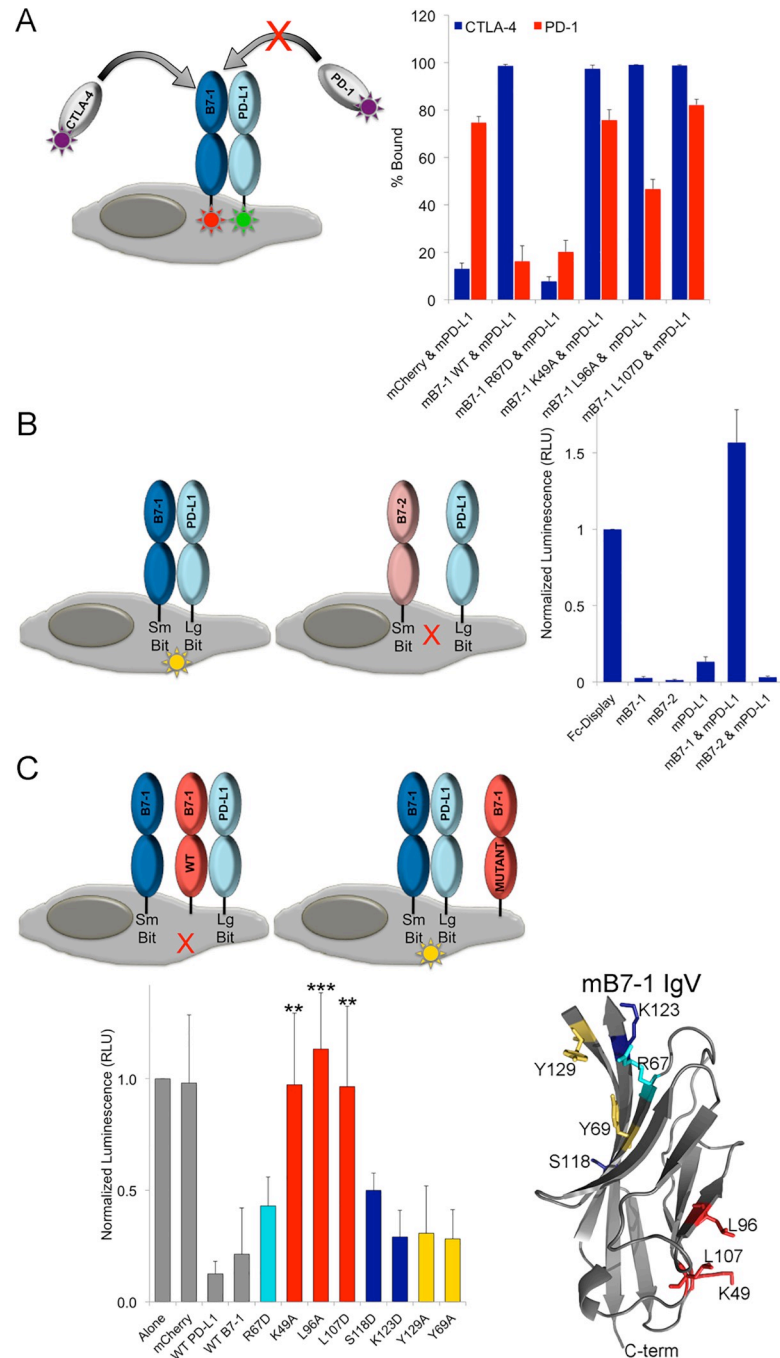 A
CTLA-4
B7-1
PD-L1
X
PD-1
CTLA-4 PD-1
% Bound
120
100
80
60
40
20
0
mCherry & mPD-L1
mB7-1 WT & mPD-L1
mB7-1 R67D & mPD-L1
mB7-1 K49A & mPD-L1
mB7-1 L96A & mPD-L1
mB7-1 L107D & mPD-L1
B
B7-1
PD-L1
Sm Lg
Bit Bit
B7-2
PD-L1
Sm Lg
Bit X Bit
Normalized Luminescence (RLU)
1.5
1
0.5
0
Fc-Display
mB7-1
mB7-2
mPD-L1
mB7-1 & mPD-L1
mB7-2 & mPD-L1
C
B7-1
B7-1
WT
PD-L1
Sm Lg
Bit X Bit
B7-1
PD-L1
B7-1
MUTANT
Sm Lg
Bit Bit
Normalized Luminescence (RLU)
1.0
0.5
0.0
** *** **
Alone
mCherry
WT PD-L1
WT B7-1
R67D
K49A
L96A
L107D
S118D
K123D
Y129A
Y69A
mB7-1 IgV
K123
R67
Y129
Y69
S118
L96
L107
K49
C-term